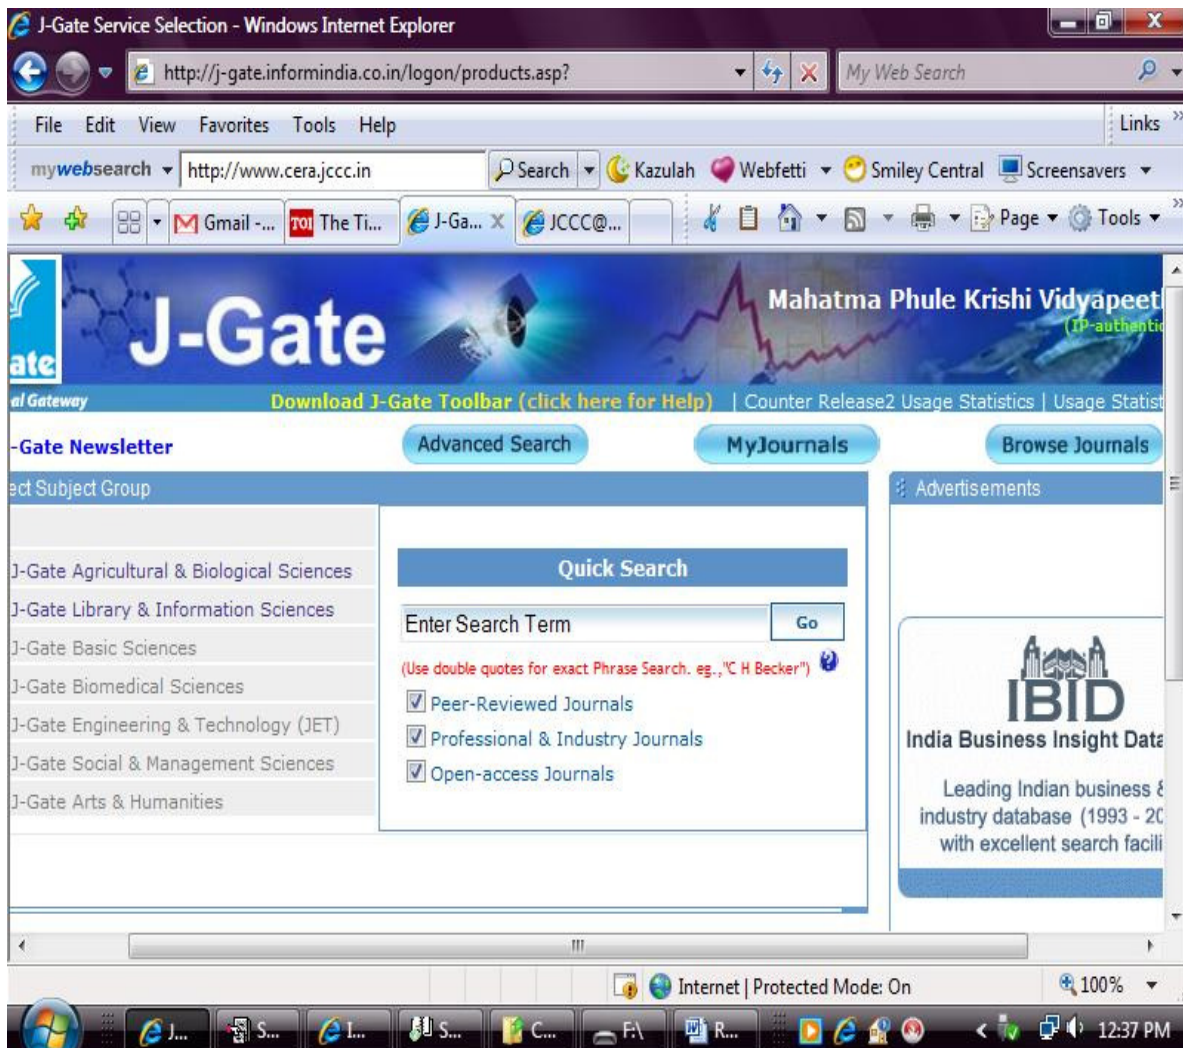 J-Gate Service Selection - Windows Internet Explorer
http://j-gate.informindia.co.in/logon/products.asp?
My Web Search
File Edit View Favorites Tools Help
Links
mywebsearch
http://www.cera.jccc.in
Search
Kazulah
Webfetti
Smiley Central
Screensavers
Gmail -...
TOI The Ti...
J-Ga...
JCCC@...
Page
Tools
ate
J-Gate
Mahatma Phule Krishi Vidyapeet
(IP-authentic
al Gateway
Download J-Gate Toolbar (click here for Help) | Counter Release2 Usage Statistics | Usage Statist
-Gate Newsletter
Advanced Search
MyJournals
Browse Journals
ect Subject Group
Advertisements
J-Gate Agricultural & Biological Sciences
J-Gate Library & Information Sciences
J-Gate Basic Sciences
J-Gate Biomedical Sciences
J-Gate Engineering & Technology (JET)
J-Gate Social & Management Sciences
J-Gate Arts & Humanities
Quick Search
Enter Search Term
Go
(Use double quotes for exact Phrase Search. eg.,"C H Becker")
Peer-Reviewed Journals
Professional & Industry Journals
Open-access Journals
IBID
India Business Insight Data
Leading Indian business &
industry database (1993 - 20
with excellent search facili
Internet | Protected Mode: On
100%
J...
S...
I...
S...
C...
F:\
R...
12:37 PM